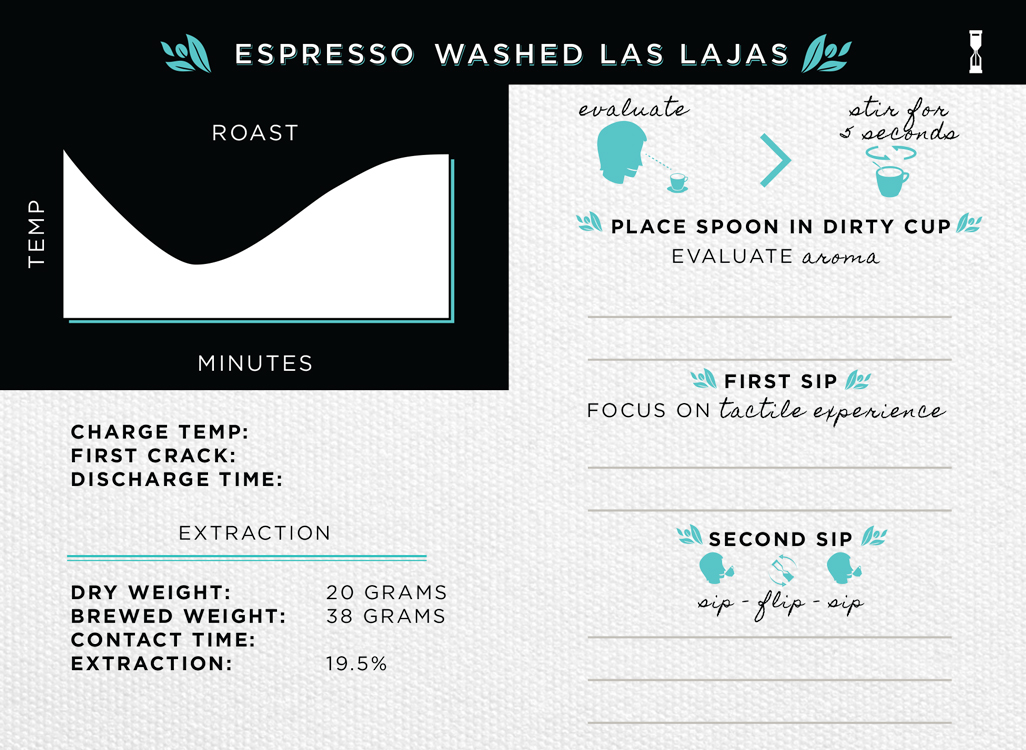 ESPRESSO WASHED LAS LAJAS
ROAST
TEMP
MINUTES
CHARGE TEMP:
FIRST CRACK:
DISCHARGE TIME:
EXTRACTION
DRY WEIGHT: 20 GRAMS
BREWED WEIGHT: 38 GRAMS
CONTACT TIME:
EXTRACTION: 19.5%
evaluate
stir for
5 seconds
PLACE SPOON IN DIRTY CUP
EVALUATE aroma
FIRST SIP
FOCUS ON tactile experience
SECOND SIP
sip - flip - sip